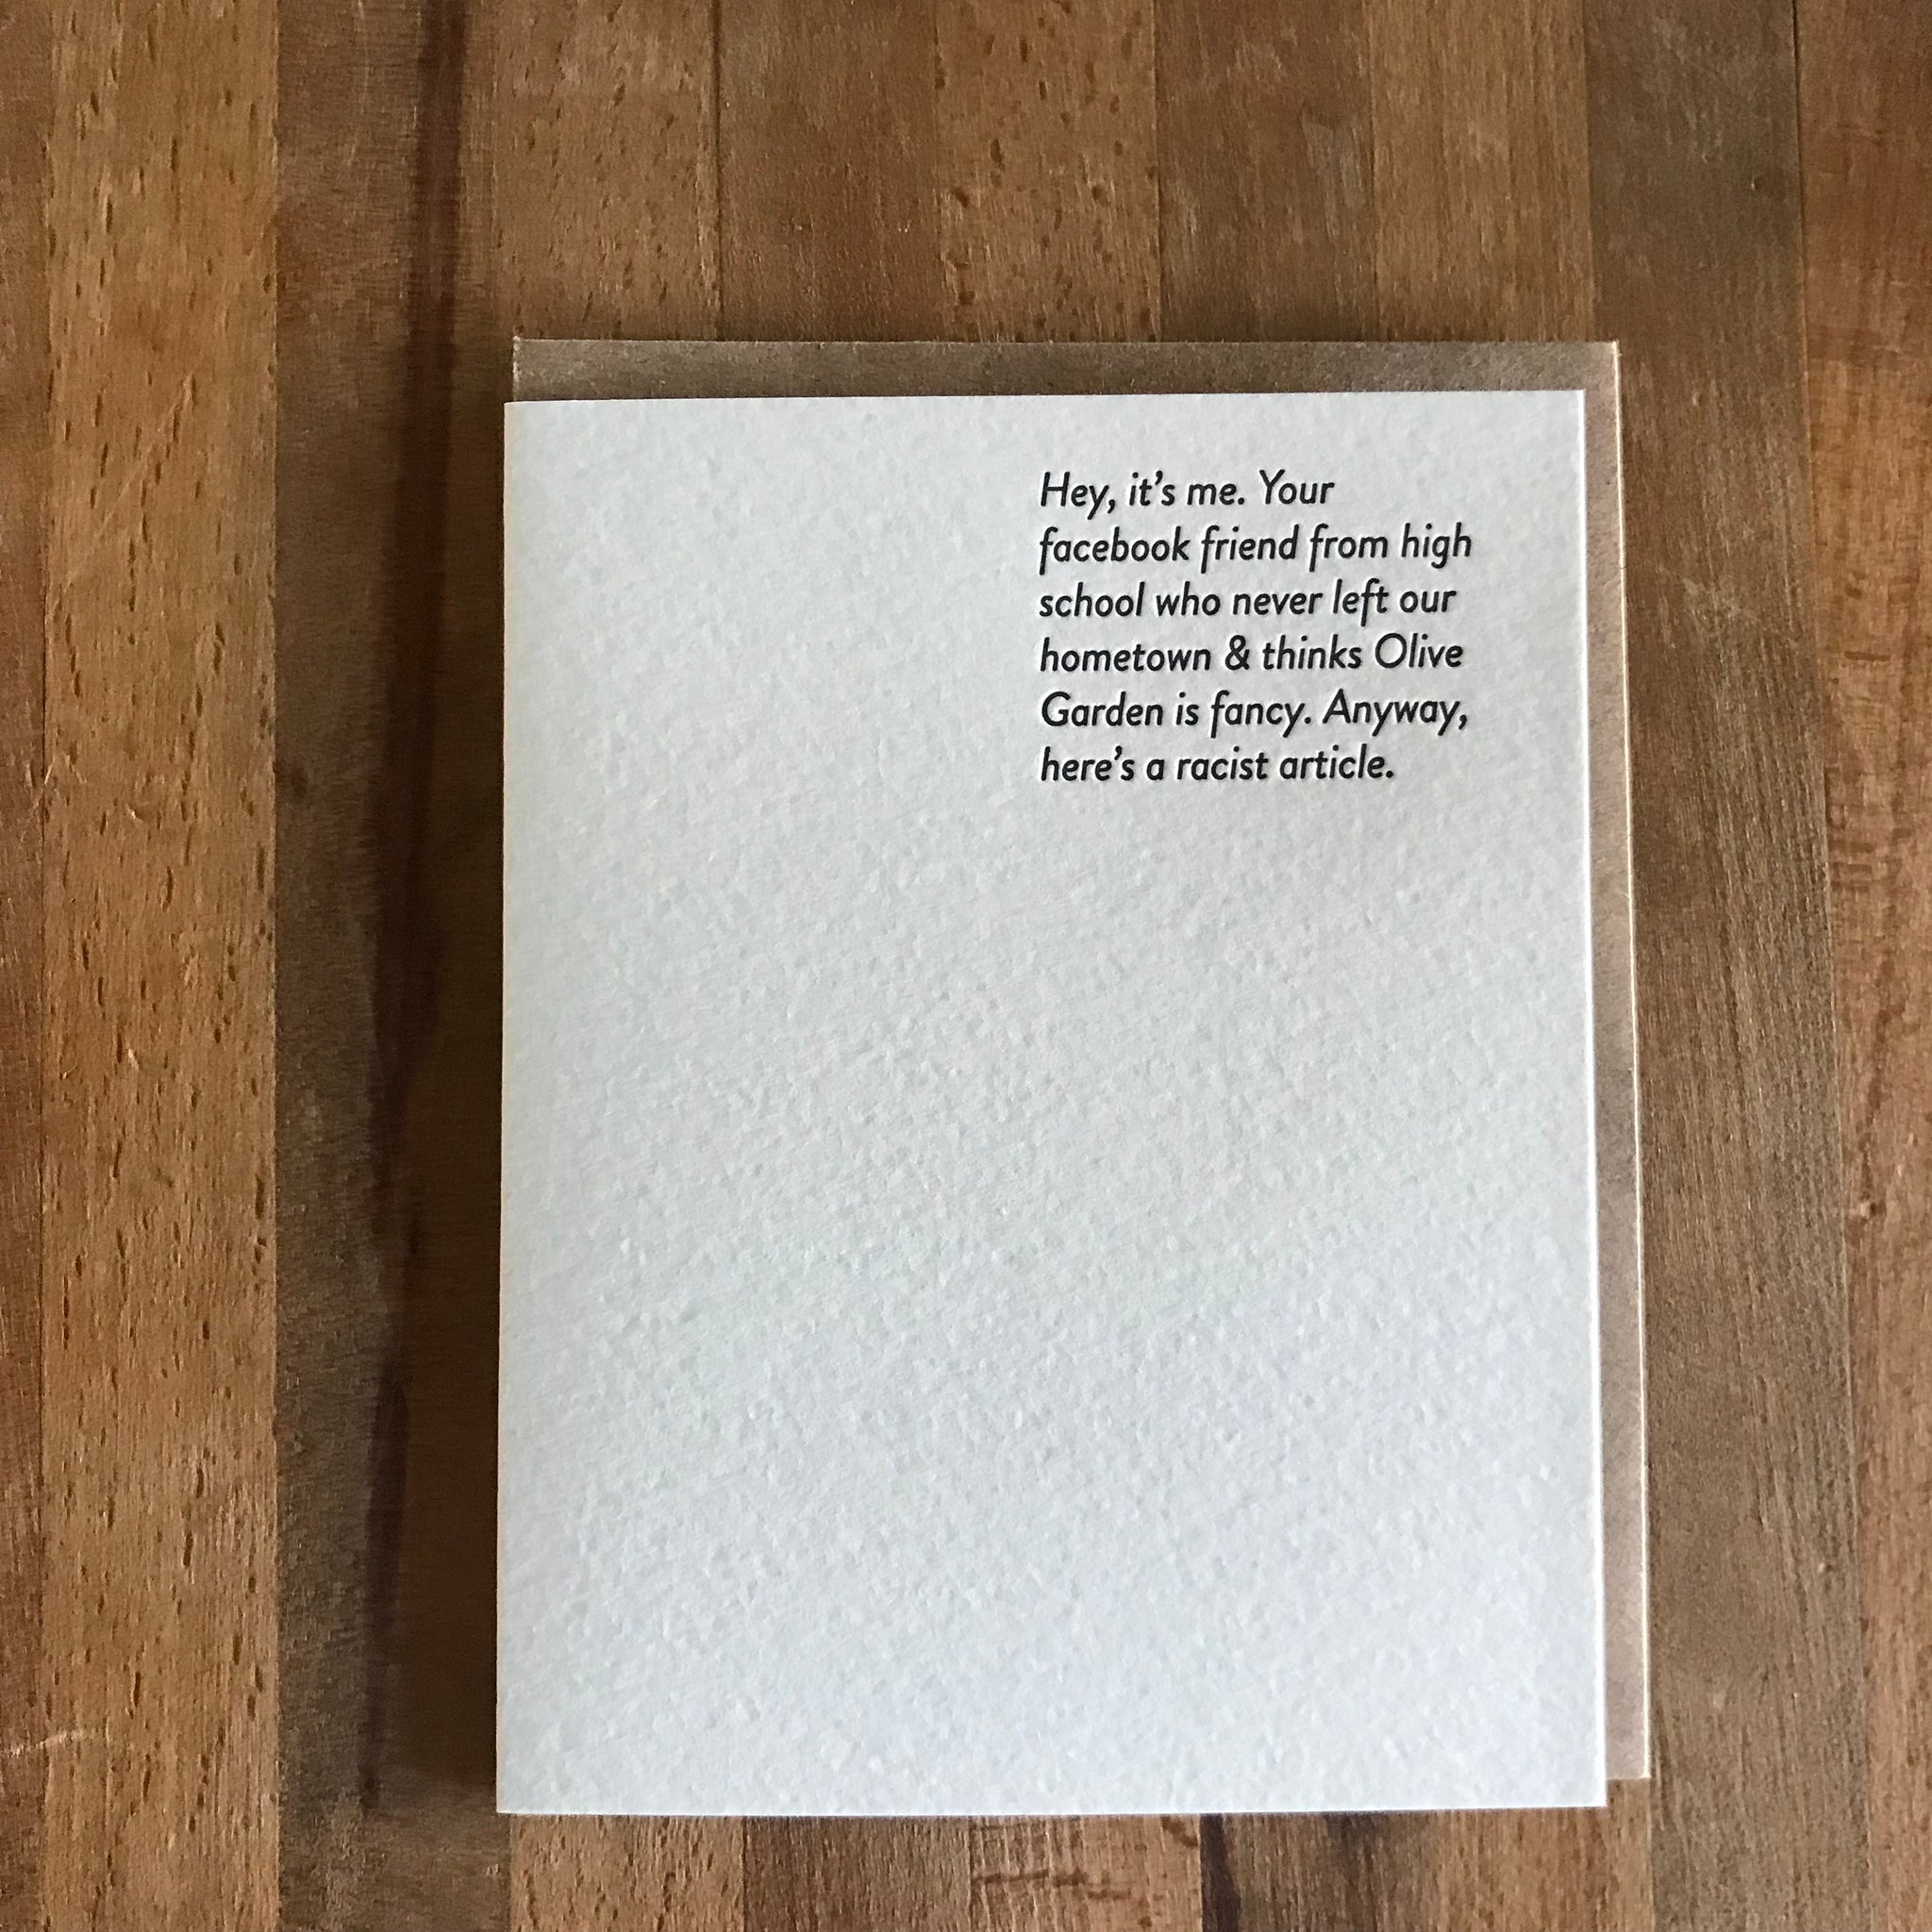 Hey, it's me. Your
facebook friend from high
school who never left our
hometown & thinks Olive
Garden is fancy. Anyway,
here's a racist article.